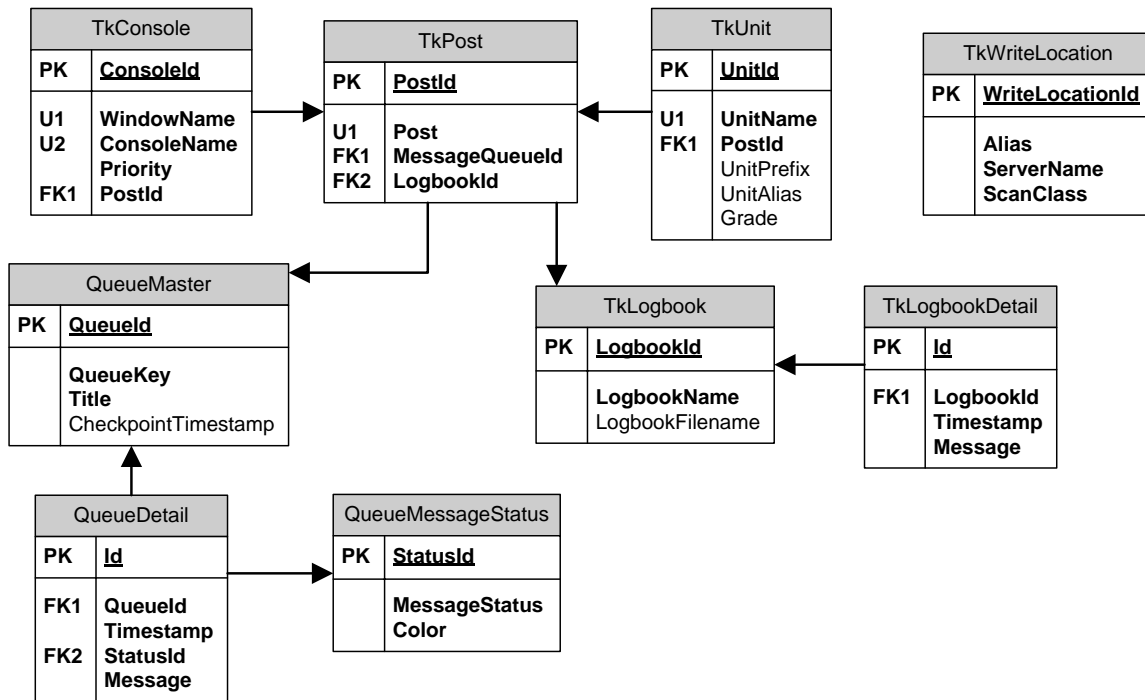 TkConsole
PK ConsoleId
U1 WindowName
U2 ConsoleName
Priority
FK1 PostId
TkPost
PK PostId
U1 Post
FK1 MessageQueueId
FK2 LogbookId
TkUnit
PK UnitId
U1 UnitName
FK1 PostId
UnitPrefix
UnitAlias
Grade
TkWriteLocation
PK WriteLocationId
Alias
ServerName
ScanClass
QueueMaster
PK QueueId
QueueKey
Title
CheckpointTimestamp
TkLogbook
PK LogbookId
LogbookName
LogbookFilename
TkLogbookDetail
PK Id
FK1 LogbookId
Timestamp
Message
QueueDetail
PK Id
FK1 QueueId
Timestamp
FK2 StatusId
Message
QueueMessageStatus
PK StatusId
MessageStatus
Color